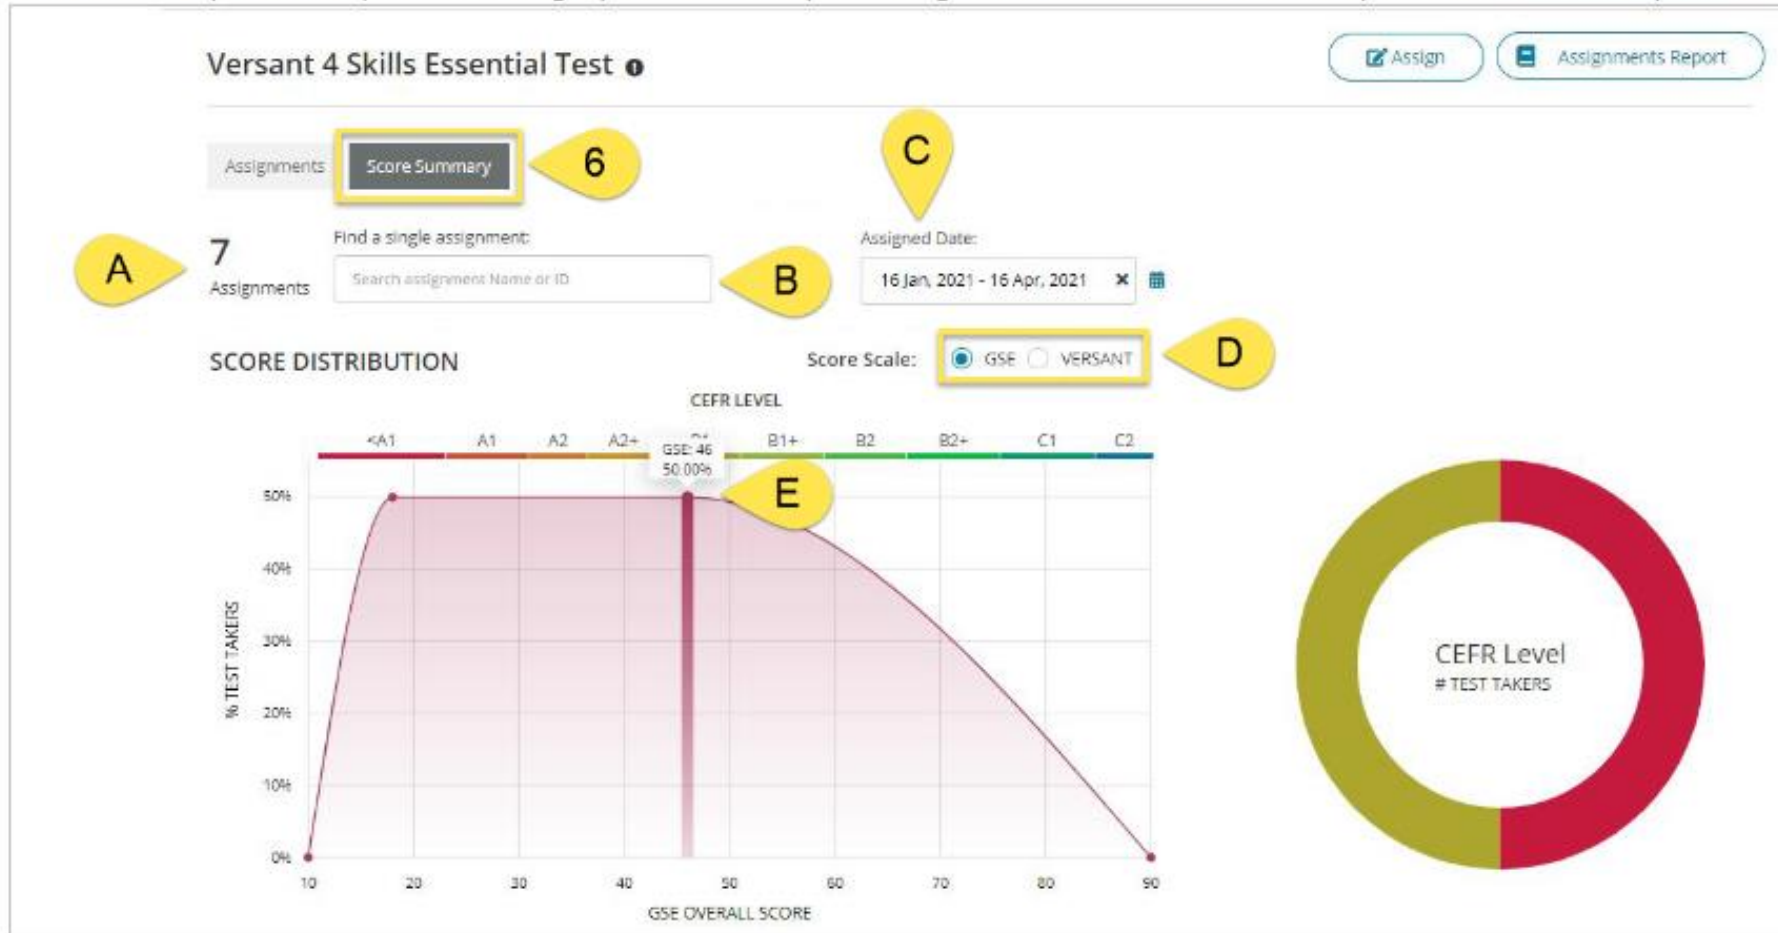 Versant 4 Skills Essential Test
Assign
Assignments Report
Assignments
Score Summary
6
C
A
7
Assignments
Find a single assignment:
Search assignment Name or ID
B
Assigned Date:
16 Jan, 2021 - 16 Apr, 2021
SCORE DISTRIBUTION
Score Scale:
GSE
VERSANT
D
CEFR LEVEL
<A1 A1 A2 A2+ B1+ B2 B2+ C1 C2
GSE: 46
50.00%
E
50%
40%
30%
20%
10%
0%
% TEST TAKERS
10 20 30 40 50 60 70 80 90
GSE OVERALL SCORE
CEFR Level
# TEST TAKERS